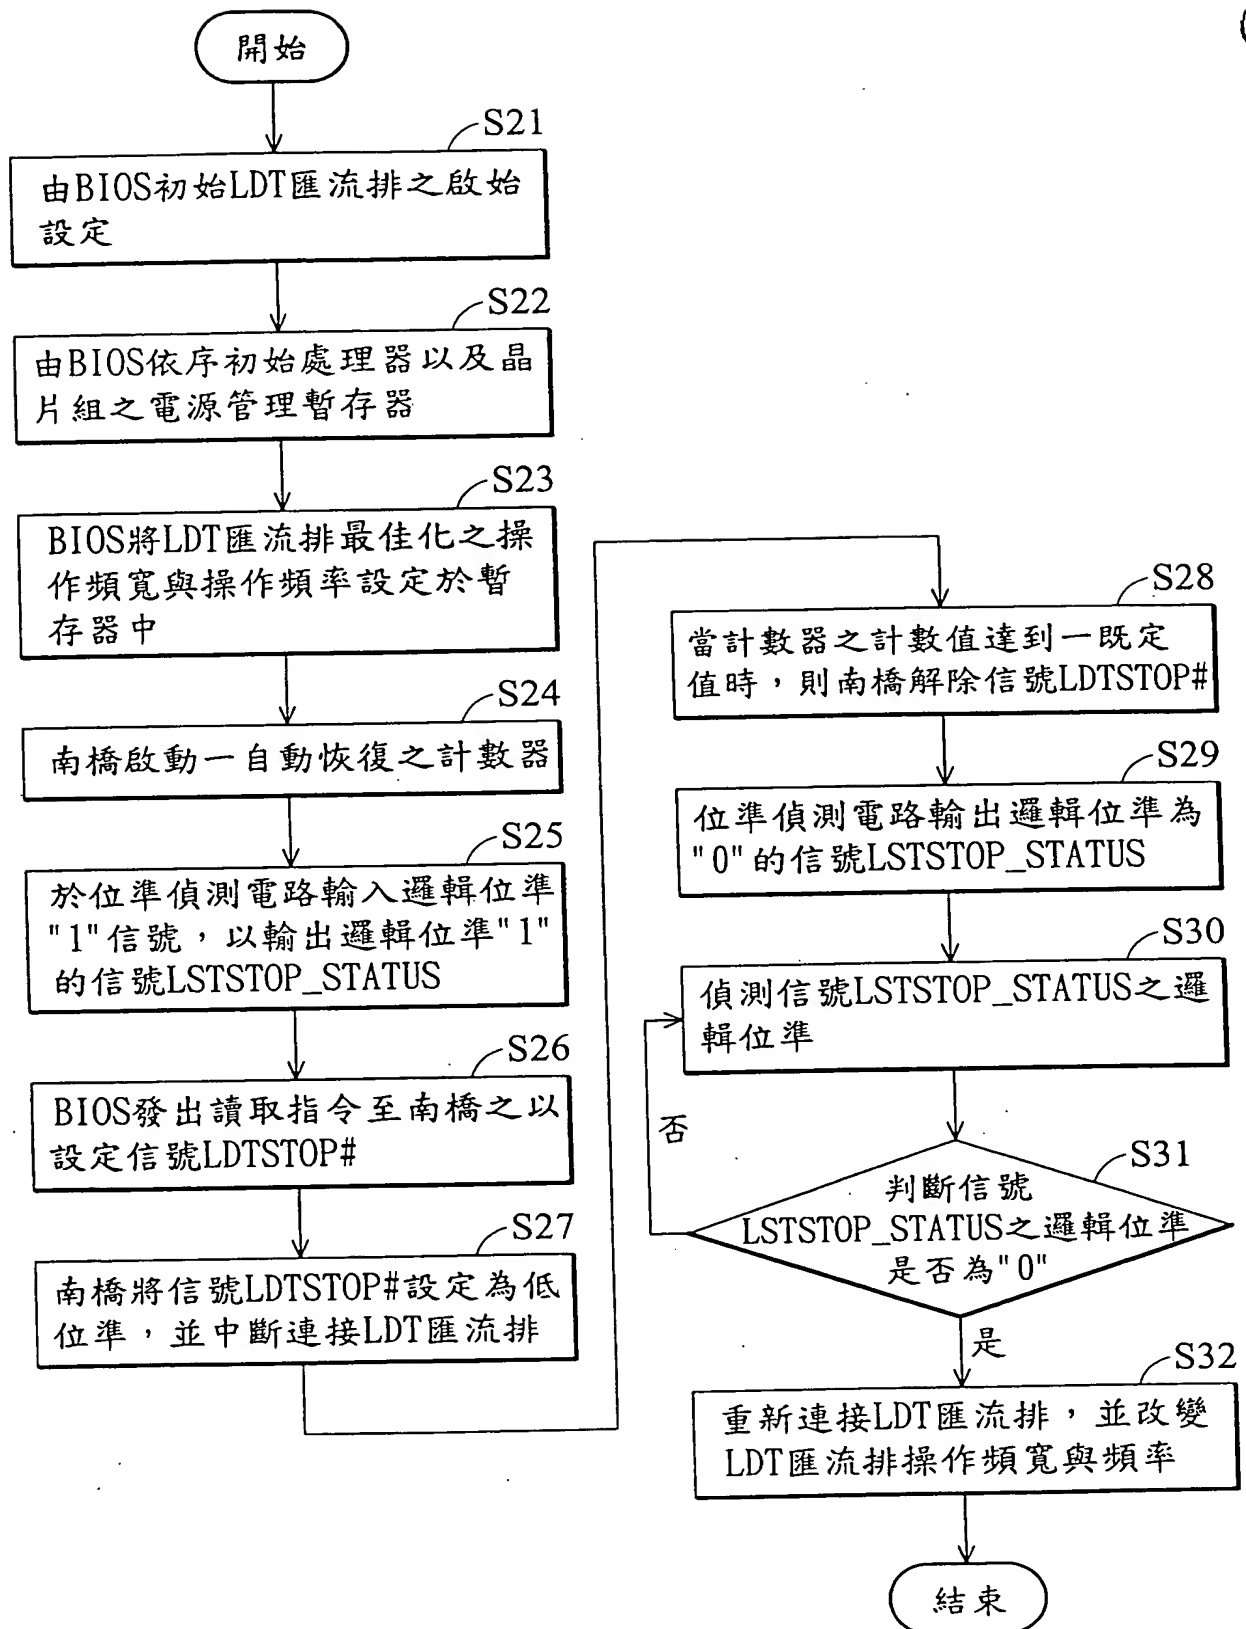 開始
S21
由BIOS初始LDT匯流排之啟始
設定
S22
由BIOS依序初始處理器以及晶
片組之電源管理暫存器
S23
BIOS將LDT匯流排最佳化之操
作頻寬與操作頻率設定於暫
存器中
S24
南橋啟動一自動恢復之計數器
S25
於位準偵測電路輸入邏輯位準
"1"信號，以輸出邏輯位準"1"
的信號LSTSTOP_STATUS
S26
BIOS發出讀取指令至南橋之以
設定信號LDTSTOP#
S27
南橋將信號LDTSTOP#設定為低
位準，並中斷連接LDT匯流排
S28
當計數器之計數值達到一既定
值時，則南橋解除信號LDTSTOP#
S29
位準偵測電路輸出邏輯位準為
"0"的信號LSTSTOP_STATUS
S30
偵測信號LSTSTOP_STATUS之邏
輯位準
否
S31
判斷信號
LSTSTOP_STATUS之邏輯位準
是否為"0"
是
S32
重新連接LDT匯流排，並改變
LDT匯流排操作頻寬與頻率
結束